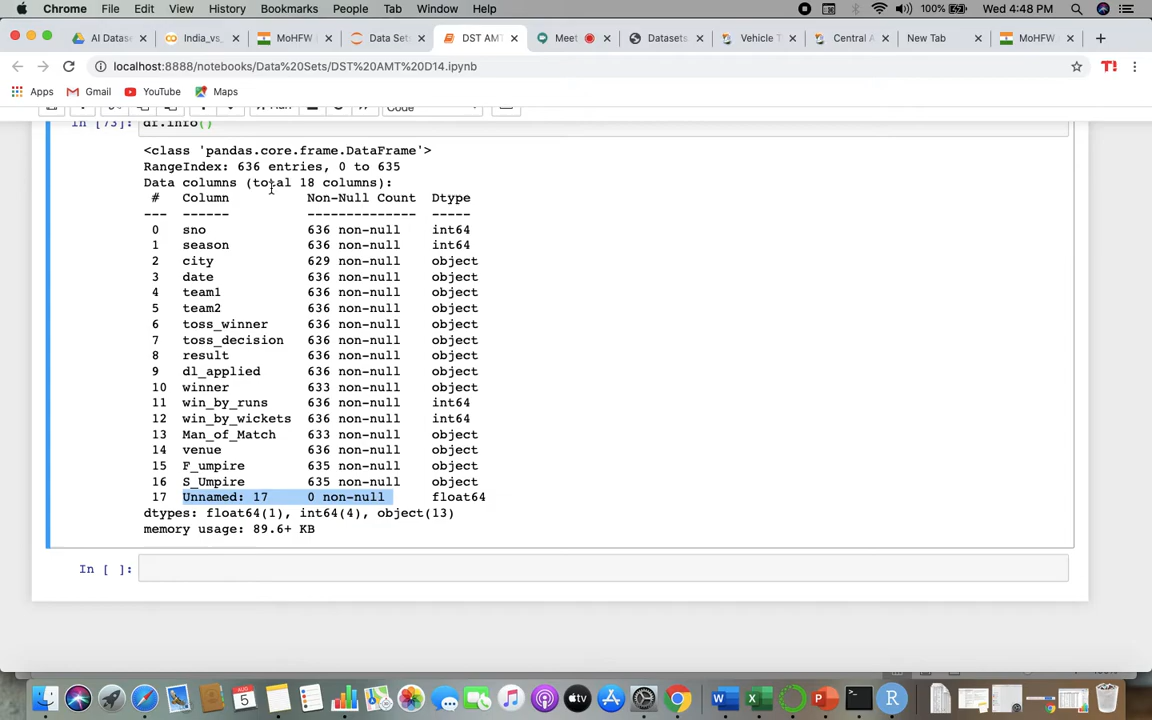 Chrome File Edit View History Bookmarks People Tab Window Help 100% Wed 4:48 PM
AI Datase India_vs_ MoHFW Data Set DST AMT Meet Datasets Vehicle T Central A New Tab MoHFW
localhost:8888/notebooks/Data%20Sets/DST%20AMT%20D14.ipynb T!
Apps Gmail YouTube Maps
Run Code
In [73]: df.info()
<class 'pandas.core.frame.DataFrame'>
RangeIndex: 636 entries, 0 to 635
Data columns (total 18 columns):
# Column Non-Null Count Dtype
--- ------ -------------- -----
0 sno 636 non-null int64
1 season 636 non-null int64
2 city 629 non-null object
3 date 636 non-null object
4 team1 636 non-null object
5 team2 636 non-null object
6 toss_winner 636 non-null object
7 toss_decision 636 non-null object
8 result 636 non-null object
9 dl_applied 636 non-null object
10 winner 633 non-null object
11 win_by_runs 636 non-null int64
12 win_by_wickets 636 non-null int64
13 Man_of_Match 633 non-null object
14 venue 636 non-null object
15 F_umpire 635 non-null object
16 S_Umpire 635 non-null object
17 Unnamed: 17 0 non-null float64
dtypes: float64(1), int64(4), object(13)
memory usage: 89.6+ KB
In [ ]:
AUG 5 tv W X P R